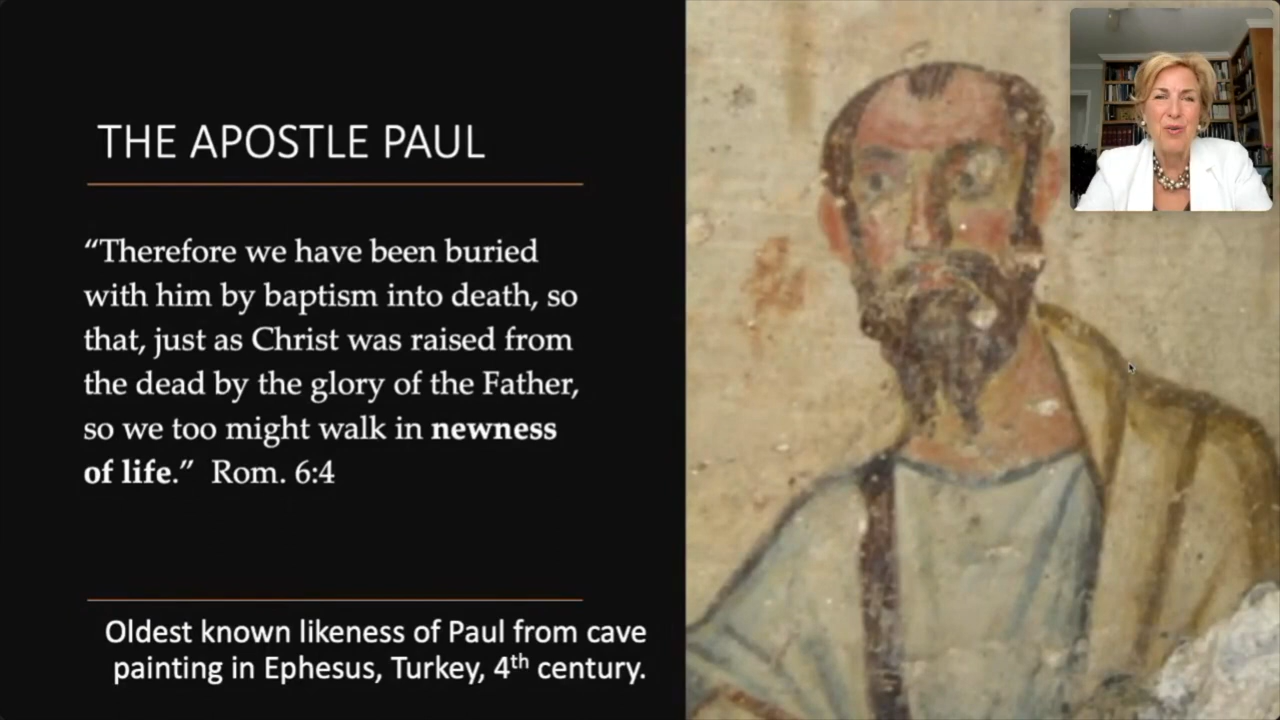 THE APOSTLE PAUL
“Therefore we have been buried
with him by baptism into death, so
that, just as Christ was raised from
the dead by the glory of the Father,
so we too might walk in newness
of life.” Rom. 6:4
Oldest known likeness of Paul from cave
painting in Ephesus, Turkey, 4th century.